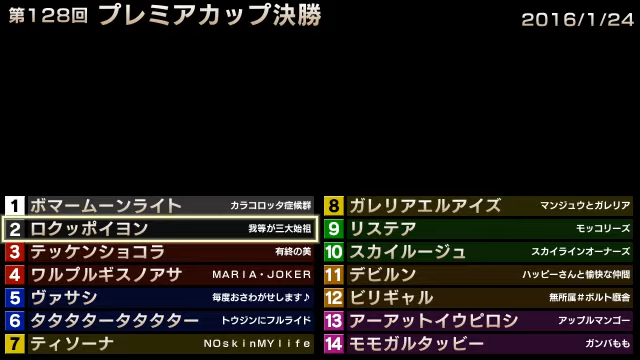 第128回 プレミアカップ決勝 2016/1/24
1 ボマームーンライト カラコロッタ症候群
2 ロクッポイヨン 我等が三大始祖
3 テッケンショコラ 有終の美
4 ワルプルギスノアサ MARIA・JOKER
5 ヴァサシ 毎度おさわがせします♪
6 タタタタータタタター トウジンにフルライド
7 ティソーナ NOskinMYlife
8 ガレリアエルアイズ マンジュウとガレリア
9 リステア モッコリーズ
10 スカイルージュ スカイラインオーナーズ
11 デビルン ハッピーさんと愉快な仲間
12 ビリギャル 無所属#ボルト廐舎
13 アーアットイウピロシ アップルマンゴー
14 モモガルタッビー ガンバもも